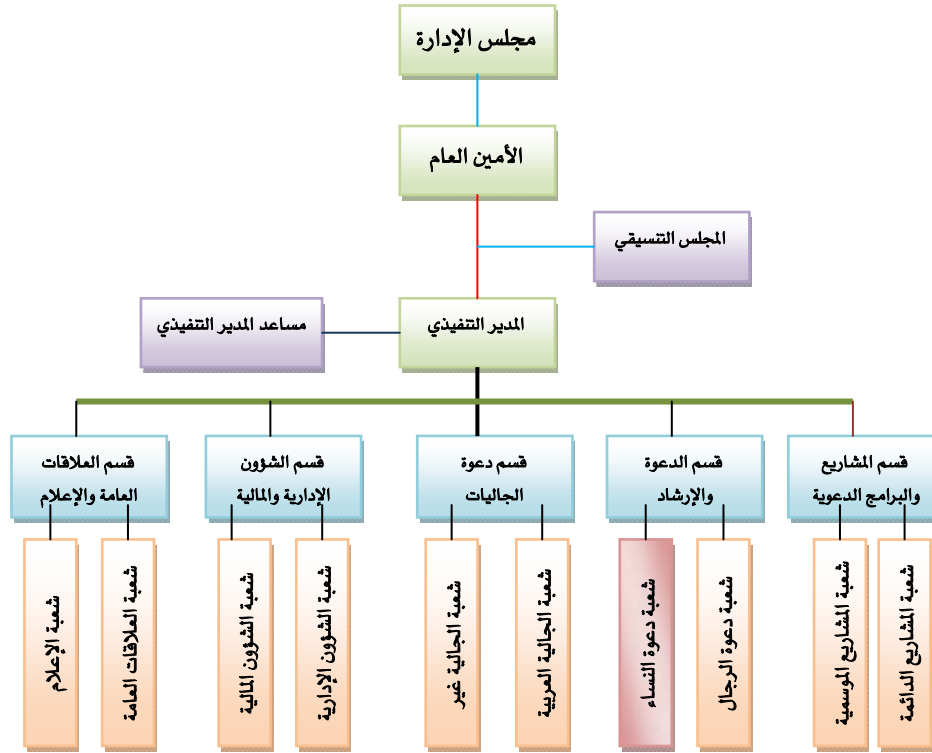 مجلس الإدارة
الأمين العام
المجلس التنسيقي
المدير التنفيذي
مساعد المدير التنفيذي
قسم المشاريع
والبرامج الدعوية
قسم الدعوة
والإرشاد
قسم دعوة
الجاليات
قسم الشؤون
الإدارية والمالية
قسم العلاقات
العامة والإعلام
شعبة المشاريع الدائمة
شعبة المشاريع الموسمية
شعبة دعوة الرجال
شعبة دعوة النساء
شعبة الجالية العربية
شعبة الجالية غير
شعبة الشؤون الإدارية
شعبة الشؤون المالية
شعبة العلاقات العامة
شعبة الإعلام